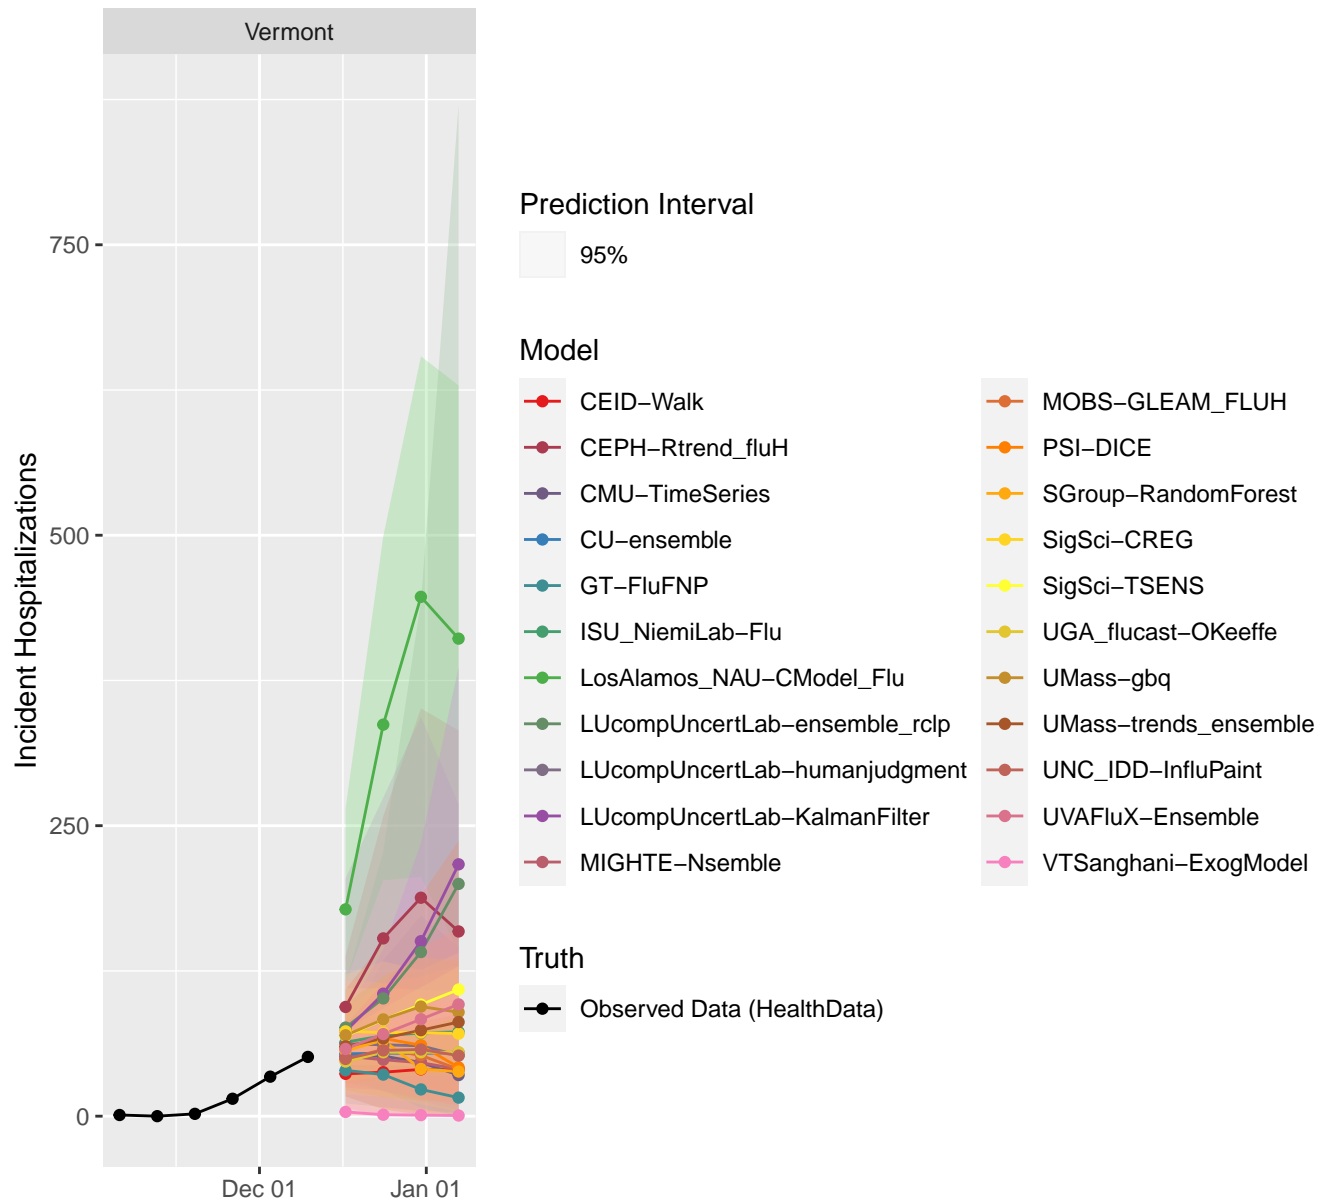 Vermont
Incident Hospitalizations
750
500
250
0
Dec 01
Jan 01
Prediction Interval
95%
Model
CEID−Walk
CEPH−Rtrend_fluH
CMU−TimeSeries
CU−ensemble
GT−FluFNP
ISU_NiemiLab−Flu
LosAlamos_NAU−CModel_Flu
LUcompUncertLab−ensemble_rclp
LUcompUncertLab−humanjudgment
LUcompUncertLab−KalmanFilter
MIGHTE−Nsemble
MOBS−GLEAM_FLUH
PSI−DICE
SGroup−RandomForest
SigSci−CREG
SigSci−TSENS
UGA_flucast−OKeeffe
UMass−gbq
UMass−trends_ensemble
UNC_IDD−InfluPaint
UVAFluX−Ensemble
VTSanghani−ExogModel
Truth
Observed Data (HealthData)